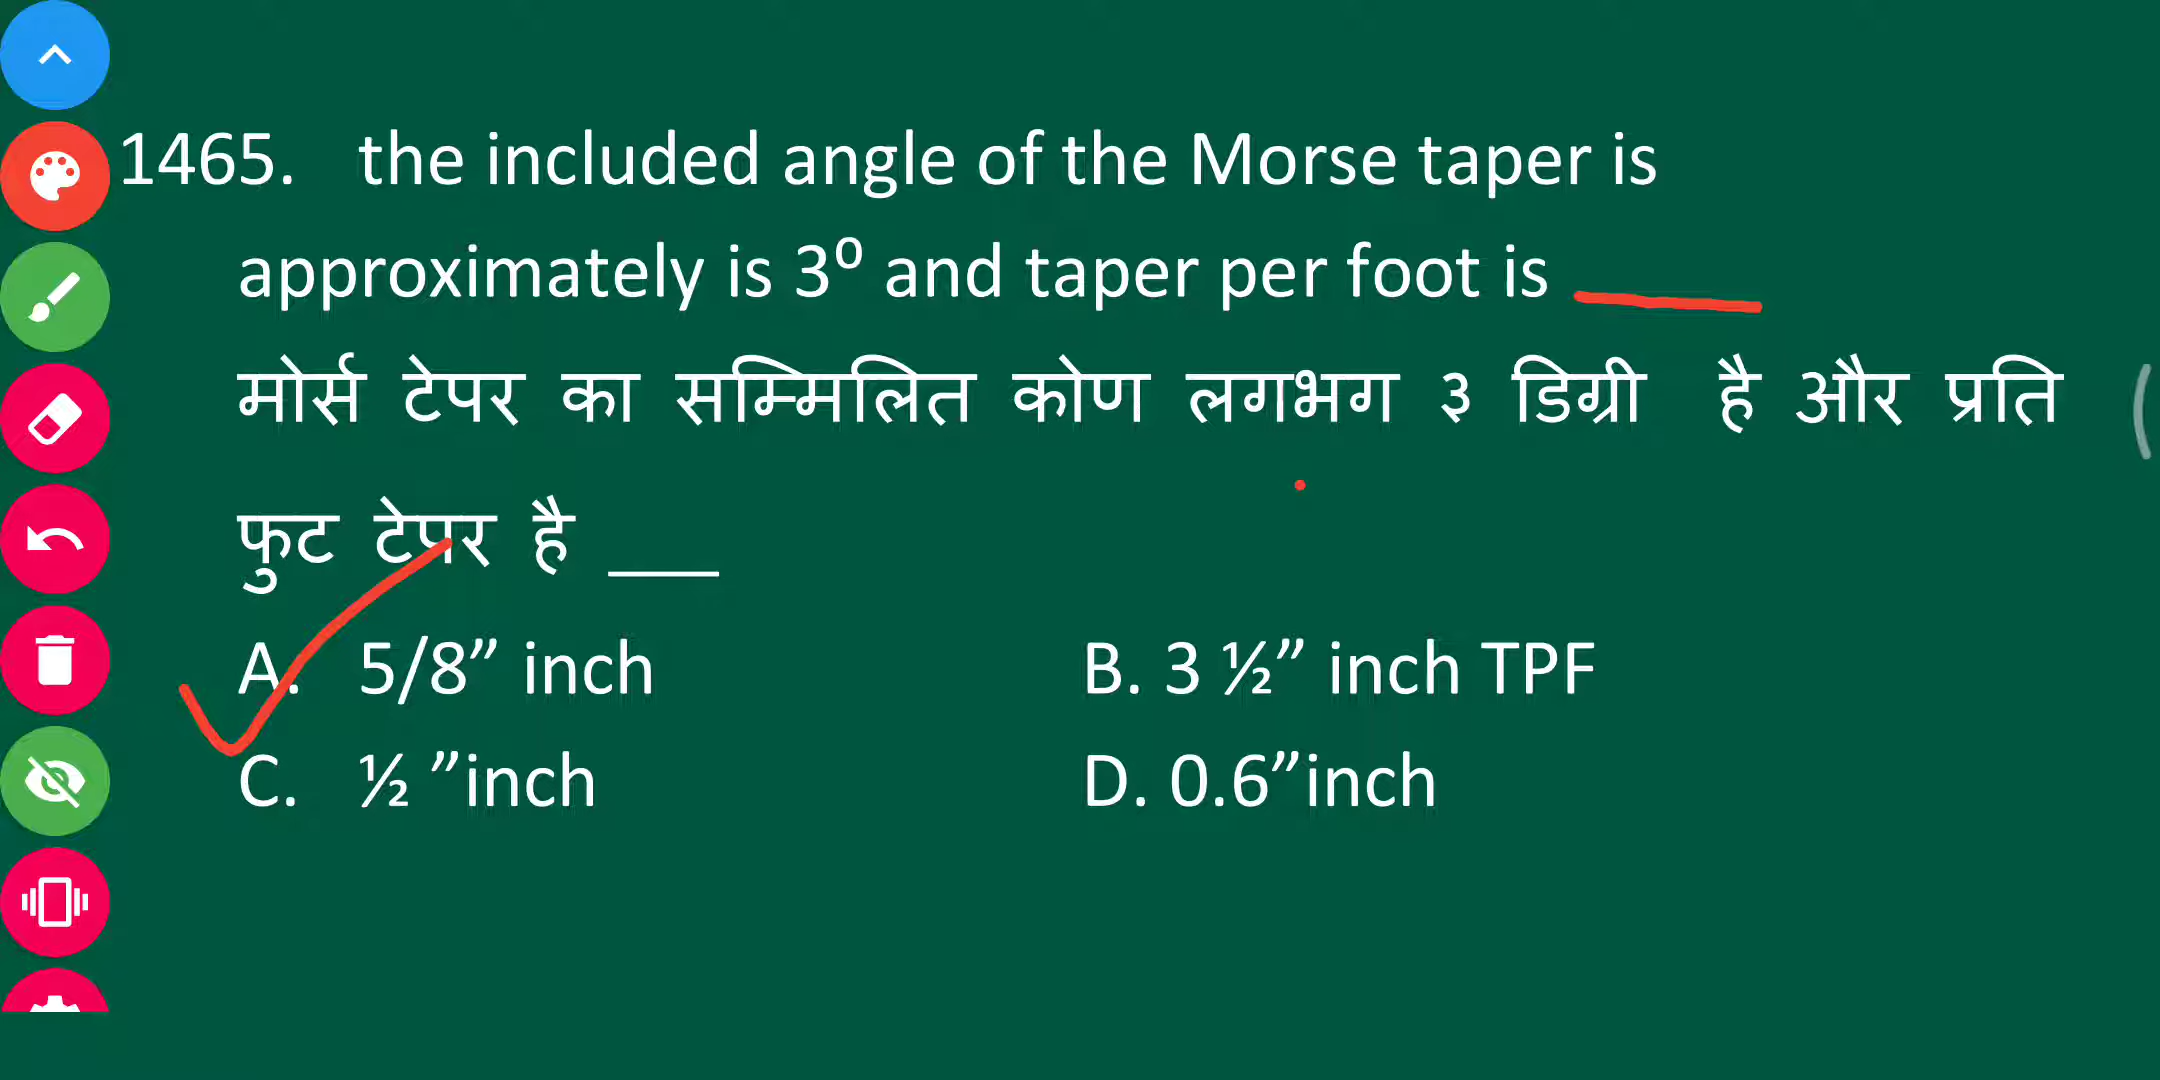 1465. the included angle of the Morse taper is
approximately is 3⁰ and taper per foot is
मोर्स टेपर का सम्मिलित कोण लगभग ३ डिग्री है और प्रति
फुट टेपर है ___
A. 5/8” inch B. 3 ½” inch TPF
C. ½ ”inch D. 0.6”inch